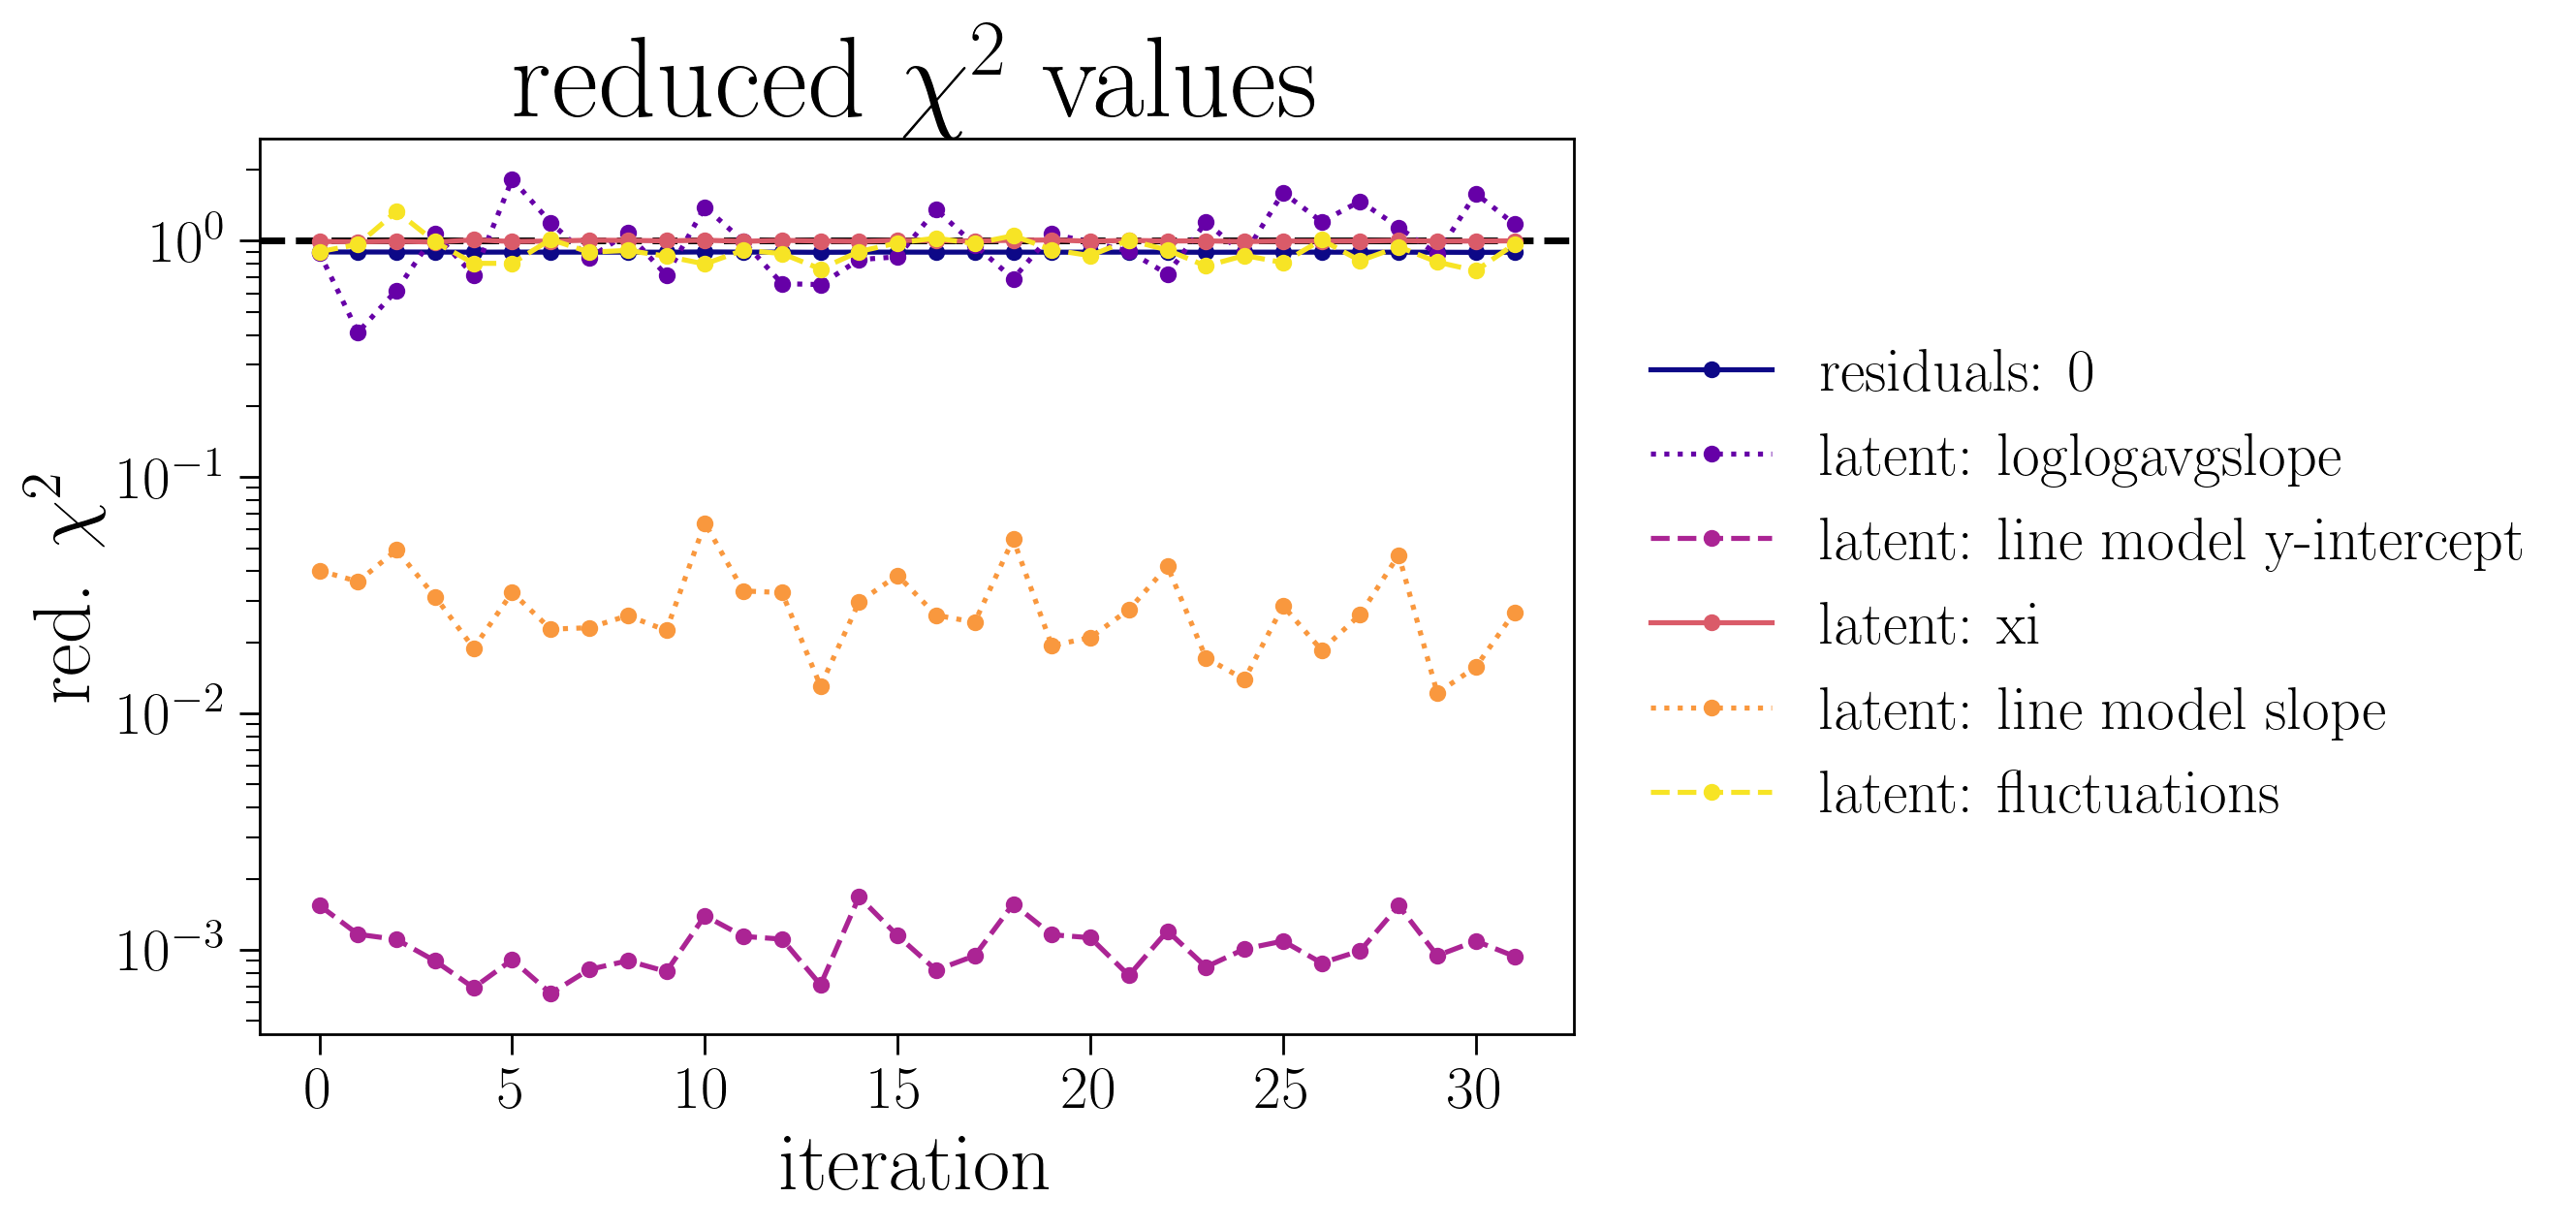 reduced χ² values
red. χ²
10⁰
10⁻¹
10⁻²
10⁻³
0 5 10 15 20 25 30
iteration
residuals: 0
latent: loglogavgslope
latent: line model y-intercept
latent: xi
latent: line model slope
latent: fluctuations